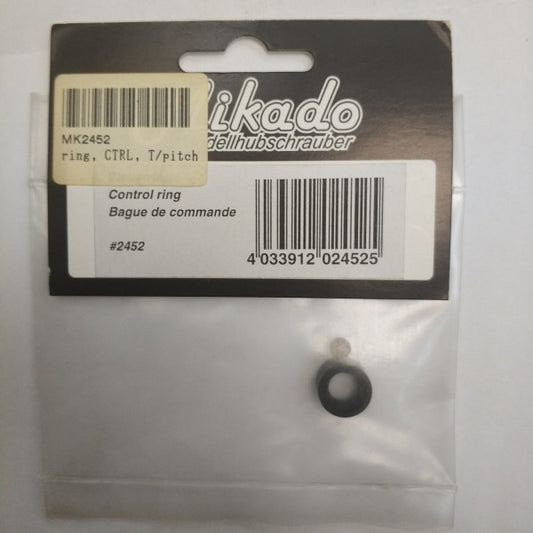 ikado
dellhubschrauber
MK2452
ring, CTRL, T/pitch
Control ring
Bague de commande
#2452
4 033912 024525